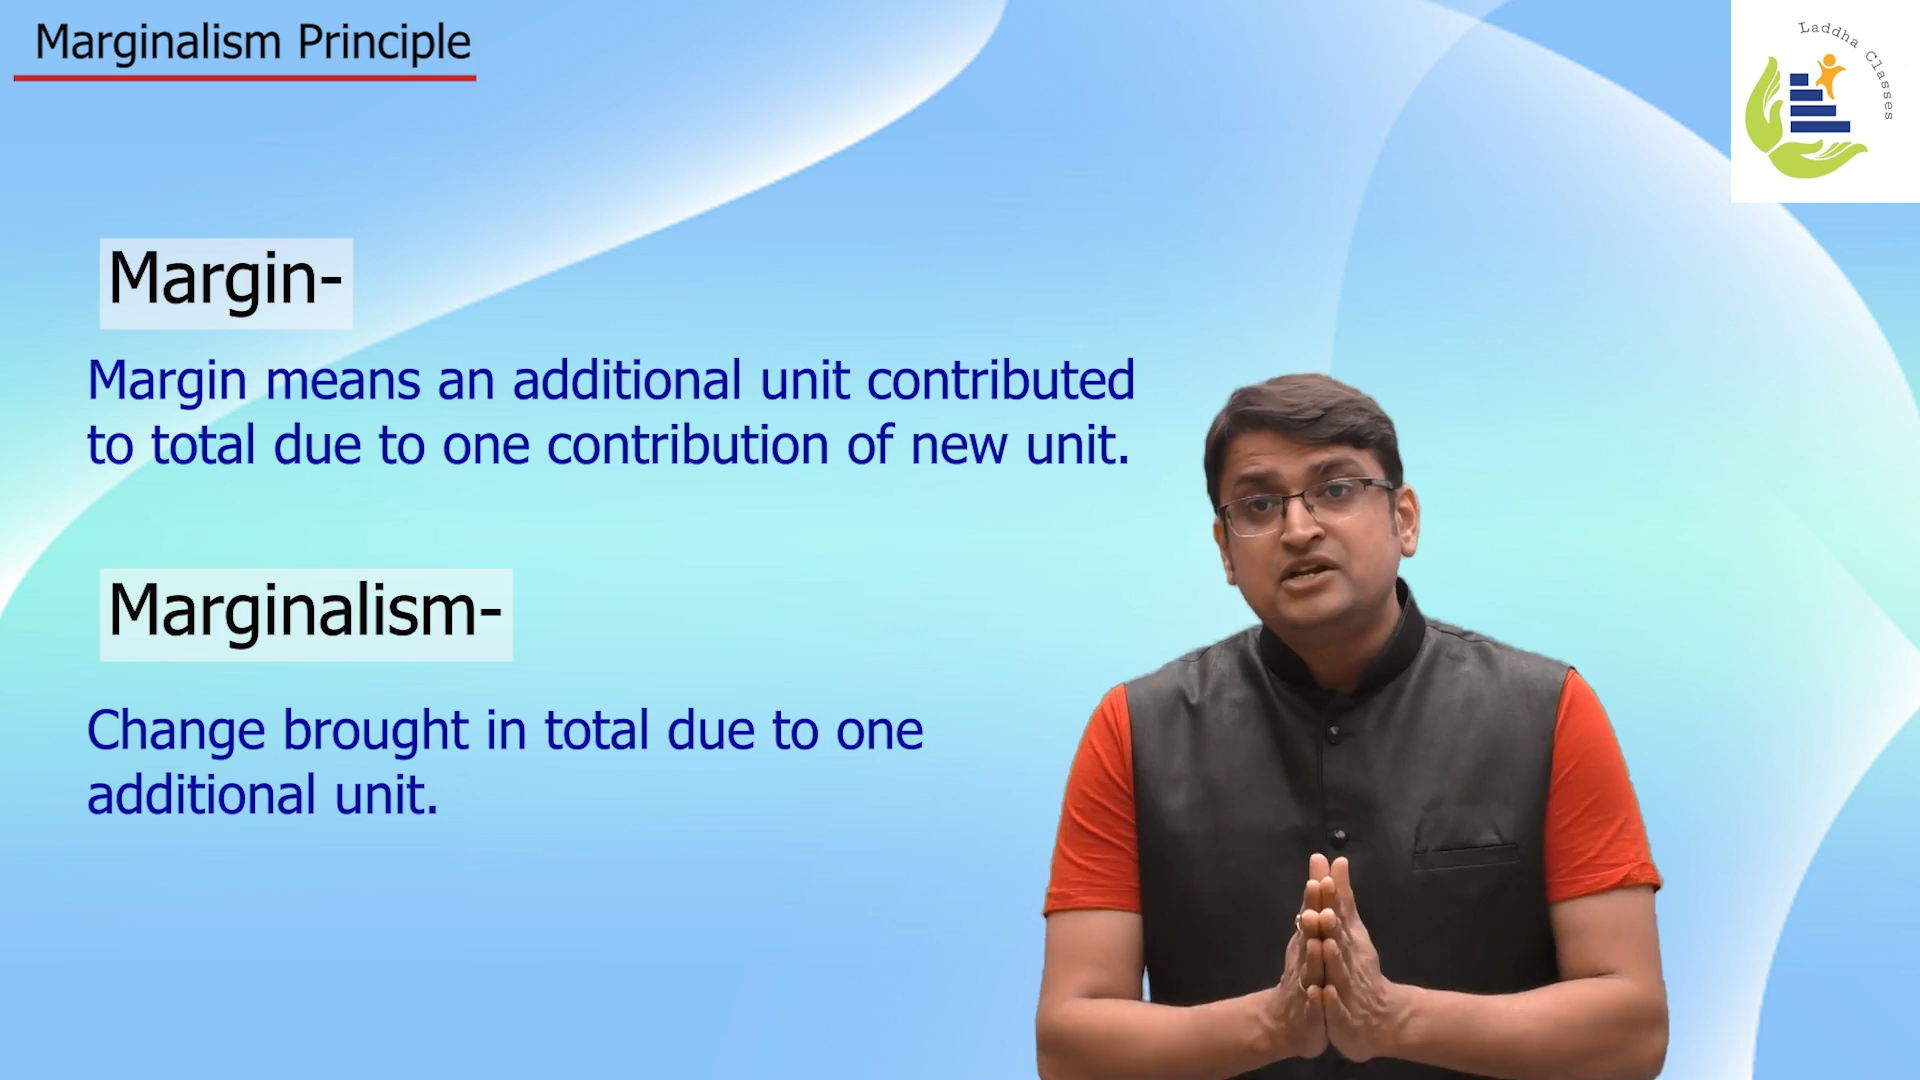 Marginalism Principle
Laddha Classes
Margin-
Margin means an additional unit contributed
to total due to one contribution of new unit.
Marginalism-
Change brought in total due to one
additional unit.